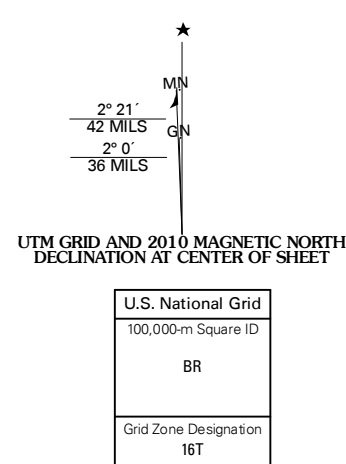 ★
MN
2° 21´
42 MILS
GN
2° 0´
36 MILS
UTM GRID AND 2010 MAGNETIC NORTH
DECLINATION AT CENTER OF SHEET
U.S. National Grid
100,000-m Square ID
BR
Grid Zone Designation
16T